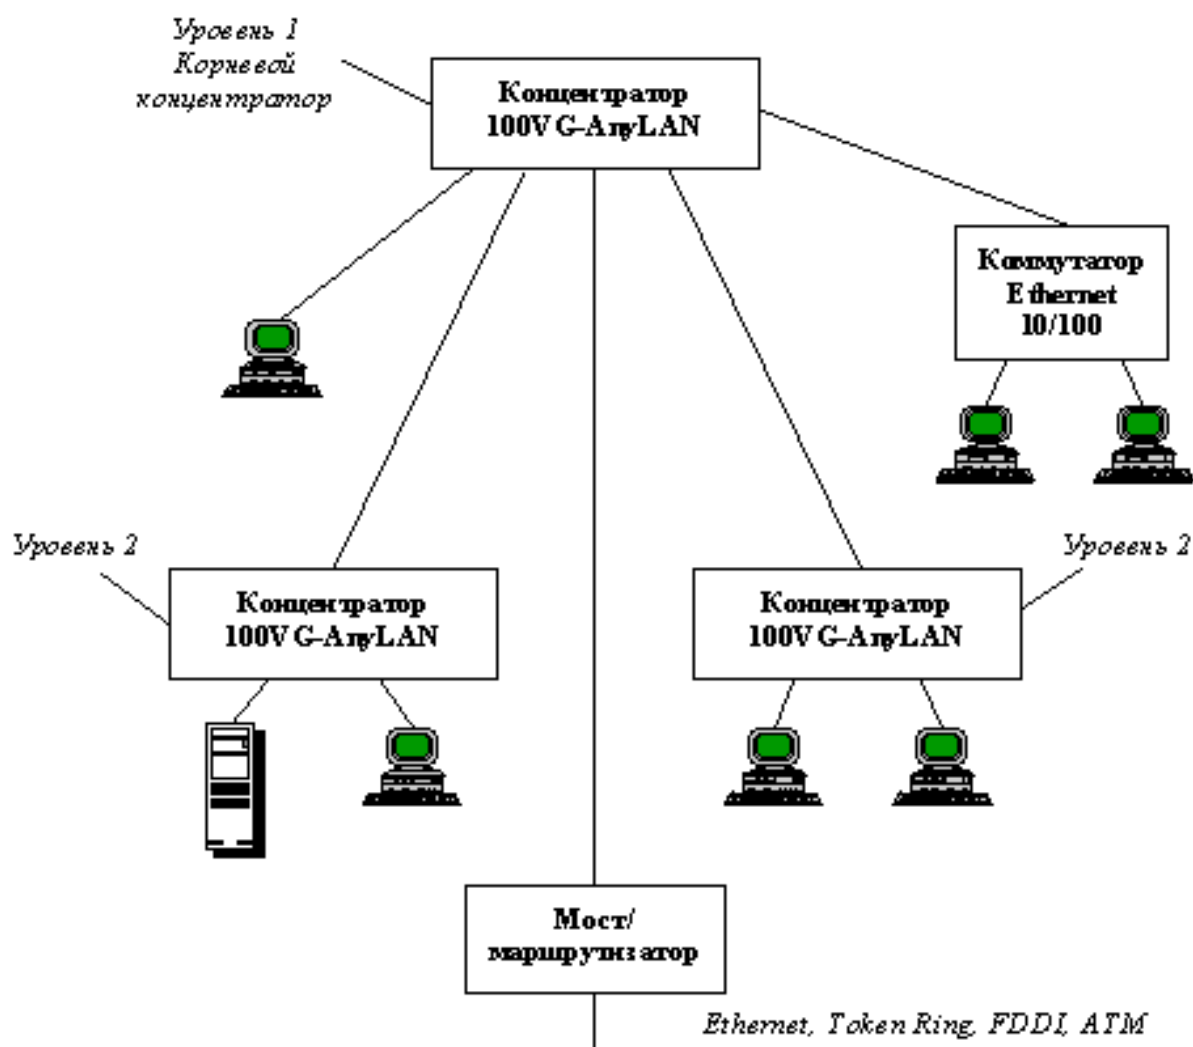 Уровень 1
Корневой
концентратор
Концентратор
100VG-AnyLAN
Коммутатор
Ethernet
10/100
Уровень 2
Уровень 2
Концентратор
100VG-AnyLAN
Концентратор
100VG-AnyLAN
Мост/
маршрутизатор
Ethernet, Token Ring, FDDI, ATM